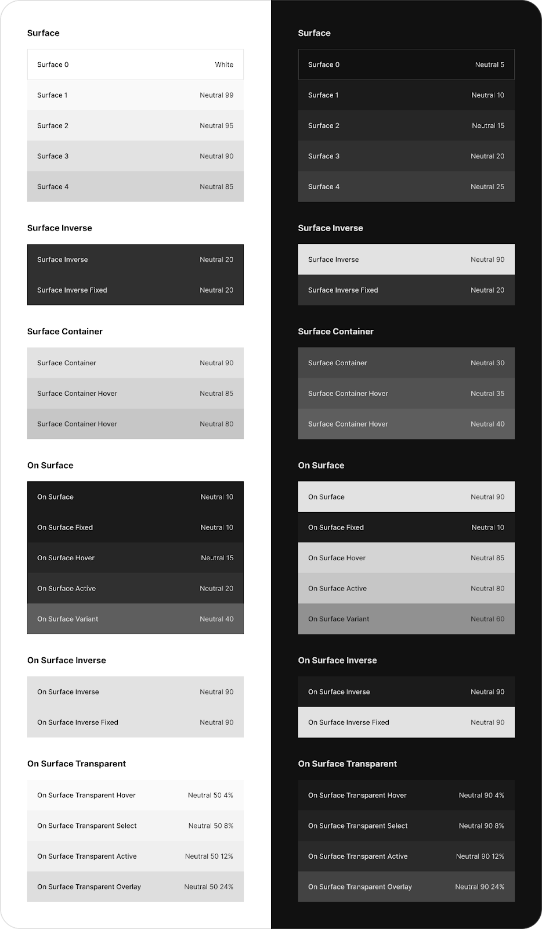 Surface
Surface 0 White
Surface 1 Neutral 99
Surface 2 Neutral 95
Surface 3 Neutral 90
Surface 4 Neutral 85
Surface Inverse
Surface Inverse Neutral 20
Surface Inverse Fixed Neutral 20
Surface Container
Surface Container Neutral 90
Surface Container Hover Neutral 85
Surface Container Hover Neutral 80
On Surface
On Surface Neutral 10
On Surface Fixed Neutral 10
On Surface Hover Neutral 15
On Surface Active Neutral 20
On Surface Variant Neutral 40
On Surface Inverse
On Surface Inverse Neutral 90
On Surface Inverse Fixed Neutral 90
On Surface Transparent
On Surface Transparent Hover Neutral 50 4%
On Surface Transparent Select Neutral 50 8%
On Surface Transparent Active Neutral 50 12%
On Surface Transparent Overlay Neutral 50 24%
Surface
Surface 0 Neutral 5
Surface 1 Neutral 10
Surface 2 Neutral 15
Surface 3 Neutral 20
Surface 4 Neutral 25
Surface Inverse
Surface Inverse Neutral 90
Surface Inverse Fixed Neutral 20
Surface Container
Surface Container Neutral 30
Surface Container Hover Neutral 35
Surface Container Hover Neutral 40
On Surface
On Surface Neutral 90
On Surface Fixed Neutral 10
On Surface Hover Neutral 85
On Surface Active Neutral 80
On Surface Variant Neutral 60
On Surface Inverse
On Surface Inverse Neutral 90
On Surface Inverse Fixed Neutral 90
On Surface Transparent
On Surface Transparent Hover Neutral 90 4%
On Surface Transparent Select Neutral 90 8%
On Surface Transparent Active Neutral 90 12%
On Surface Transparent Overlay Neutral 90 24%